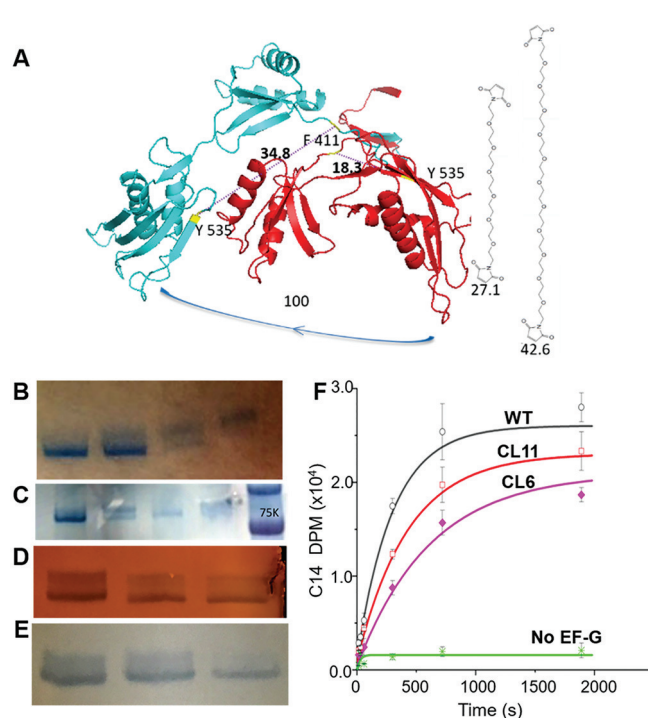 A
F 411
34.8
18.3
Y 535
Y 535
100
27.1
42.6
B
C
75K
D
E
F
3.0
2.0
1.0
0.0
C14 DPM (x10⁴)
WT
CL11
CL6
No EF-G
0
500
1000
1500
2000
Time (s)